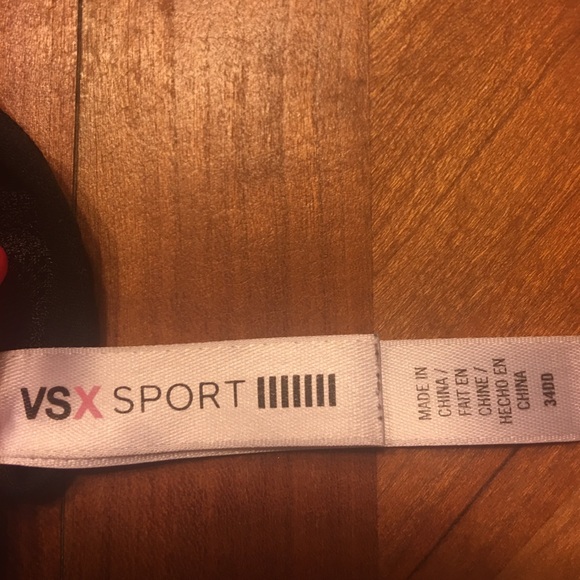 VSX SPORT
MADE IN
CHINA /
FAIT EN
CHINE /
HECHO EN
CHINA
34DD